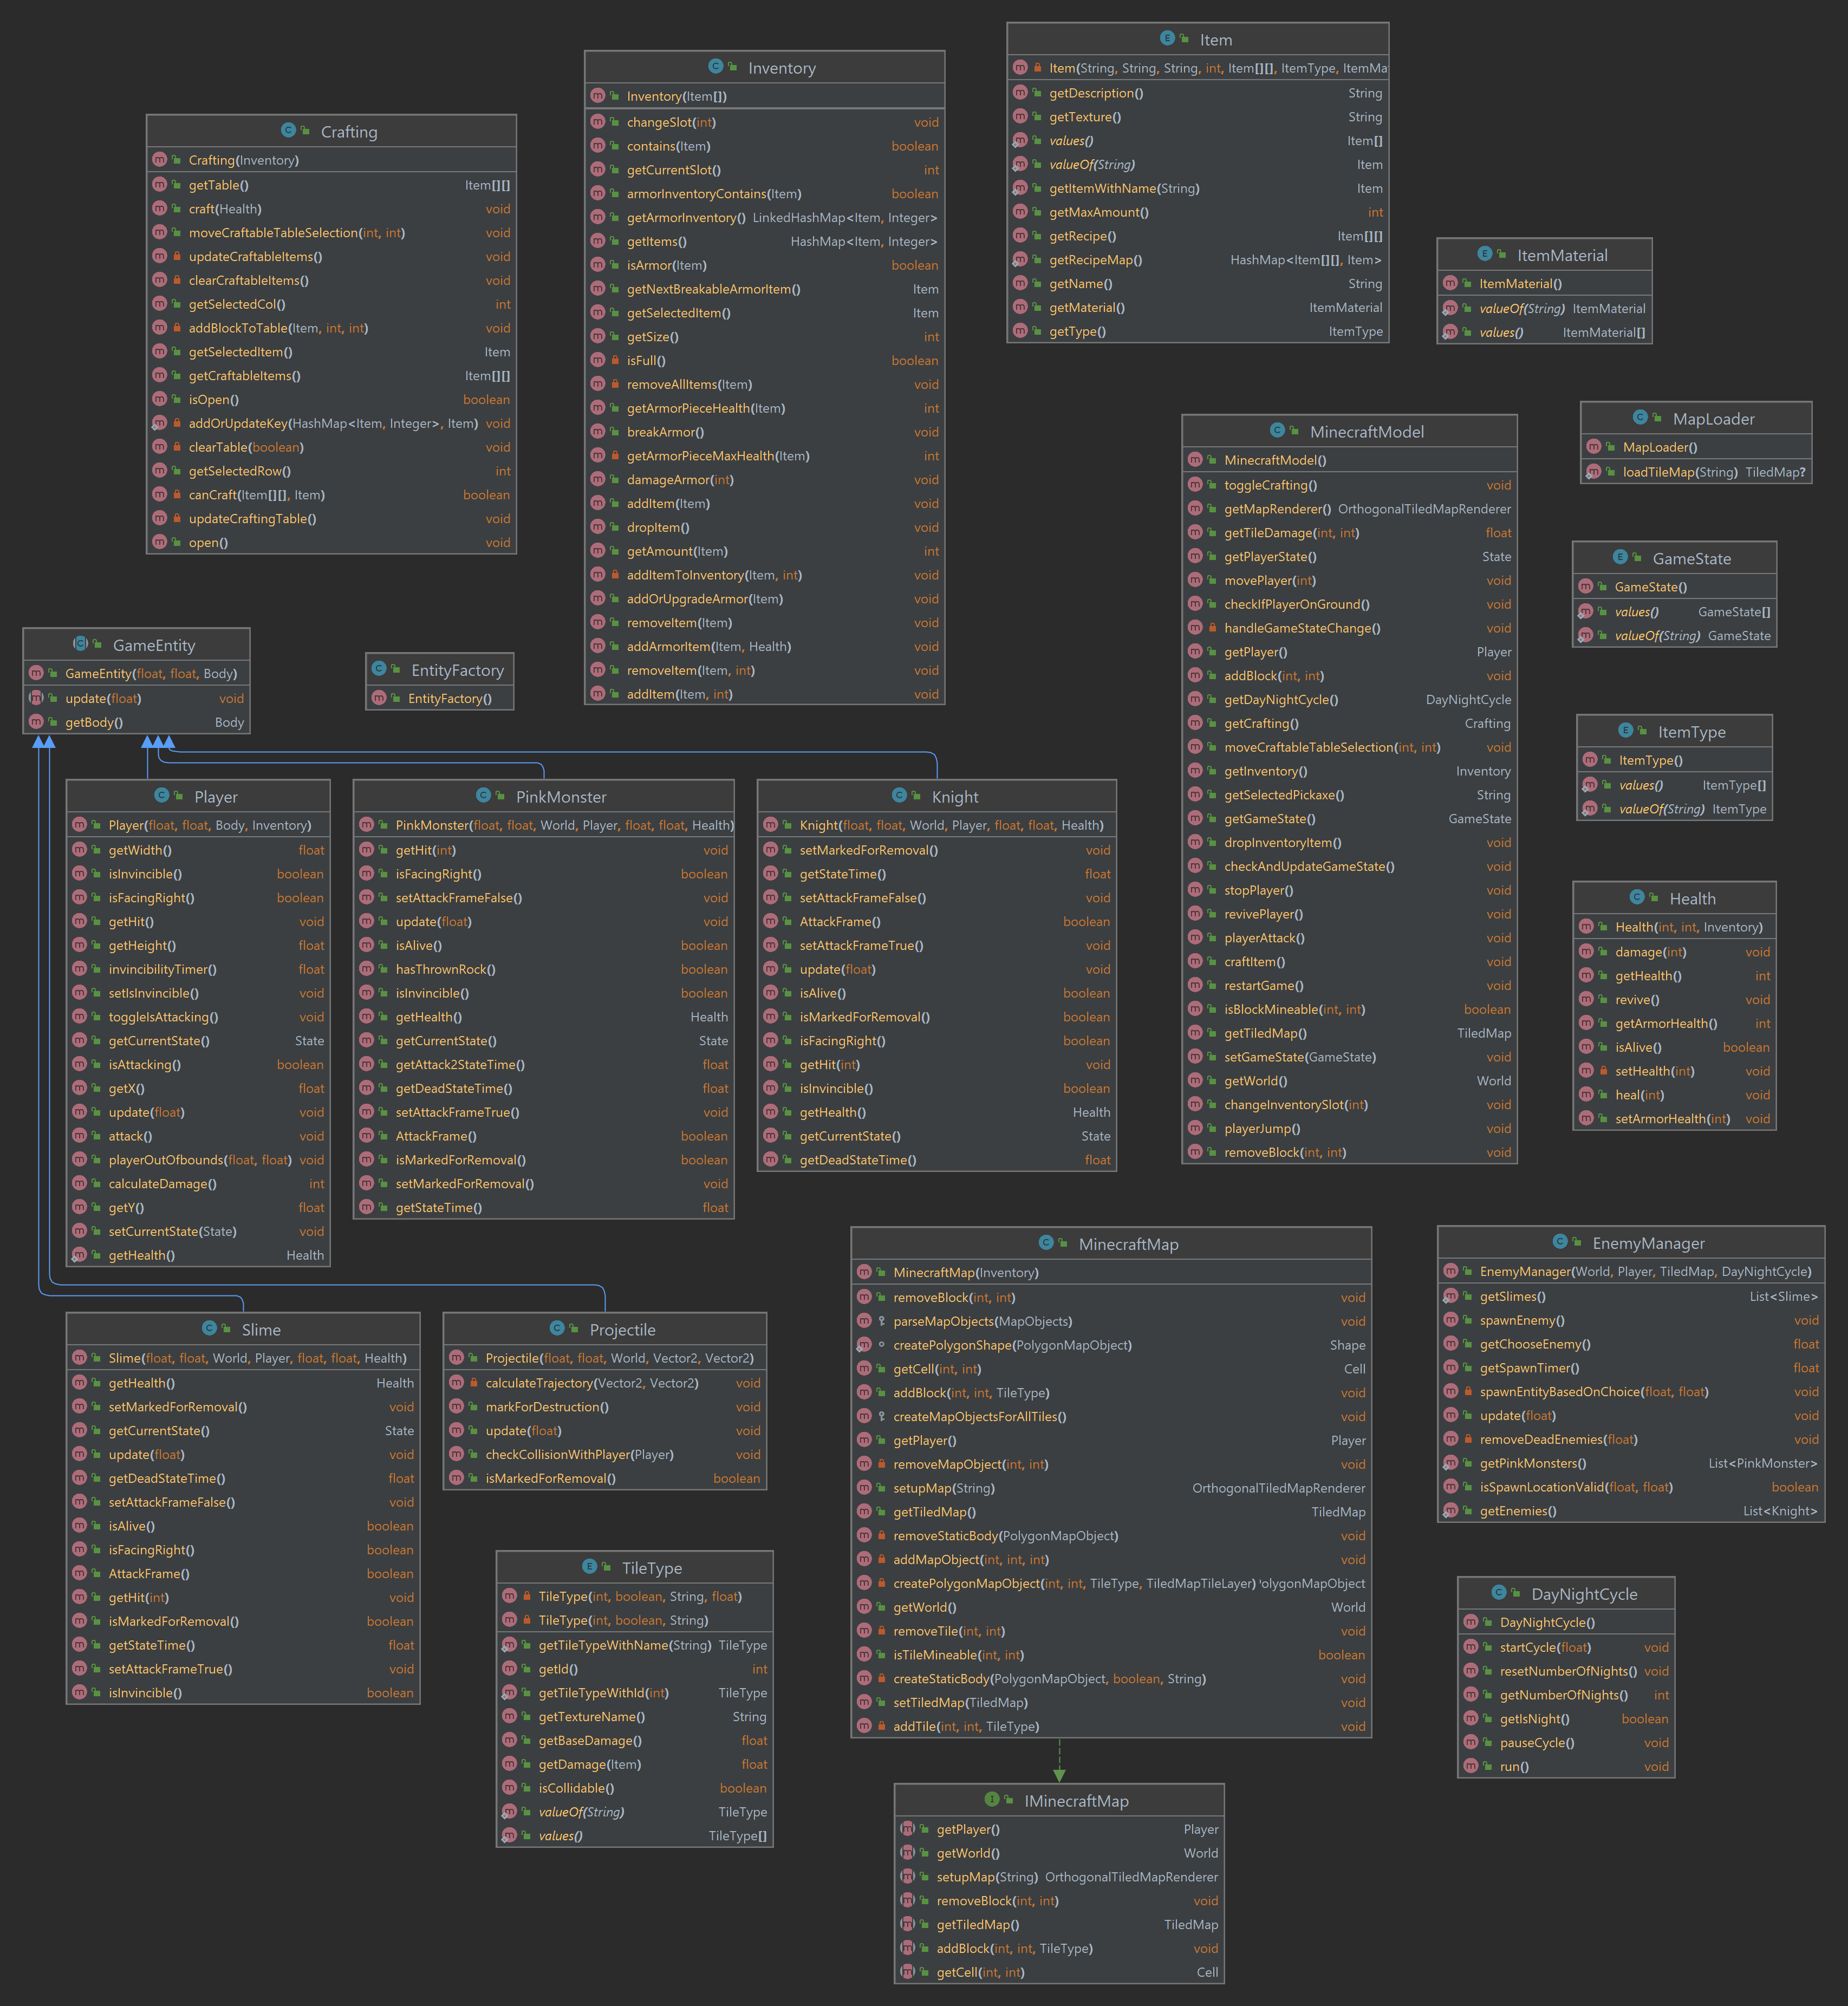 Crafting
Crafting(Inventory)
getTable() Item[][]
craft(Health) void
moveCraftableTableSelection(int, int) void
updateCraftableItems() void
clearCraftableItems() void
getSelectedCol() int
addBlockToTable(Item, int, int) void
getSelectedItem() Item
getCraftableItems() Item[][]
isOpen() boolean
addOrUpdateKey(HashMap<Item, Integer>, Item) void
clearTable(boolean) void
getSelectedRow() int
canCraft(Item[][], Item) boolean
updateCraftingTable() void
open() void
Inventory
Inventory(Item[])
changeSlot(int) void
contains(Item) boolean
getCurrentSlot() int
armorInventoryContains(Item) boolean
getArmorInventory() LinkedHashMap<Item, Integer>
getItems() HashMap<Item, Integer>
isArmor(Item) boolean
getNextBreakableArmorItem() Item
getSelectedItem() Item
getSize() int
isFull() boolean
removeAllItems(Item) void
getArmorPieceHealth(Item) int
breakArmor() void
getArmorPieceMaxHealth(Item) int
damageArmor(int) void
addItem(Item) void
dropItem() void
getAmount(Item) int
addItemToInventory(Item, int) void
addOrUpgradeArmor(Item) void
removeItem(Item) void
addArmorItem(Item, Health) void
removeItem(Item, int) void
addItem(Item, int) void
Item
Item(String, String, String, int, Item[][], ItemType, ItemMa
getDescription() String
getTexture() String
values() Item[]
valueOf(String) Item
getItemWithName(String) Item
getMaxAmount() int
getRecipe() Item[][]
getRecipeMap() HashMap<Item[][], Item>
getName() String
getMaterial() ItemMaterial
getType() ItemType
ItemMaterial
ItemMaterial()
valueOf(String) ItemMaterial
values() ItemMaterial[]
MinecraftModel
MinecraftModel()
toggleCrafting() void
getMapRenderer() OrthogonalTiledMapRenderer
getTileDamage(int, int) float
getPlayerState() State
movePlayer(int) void
checkIfPlayerOnGround() void
handleGameStateChange() void
getPlayer() Player
addBlock(int, int) void
getDayNightCycle() DayNightCycle
getCrafting() Crafting
moveCraftableTableSelection(int, int) void
getInventory() Inventory
getSelectedPickaxe() String
getGameState() GameState
dropInventoryItem() void
checkAndUpdateGameState() void
stopPlayer() void
revivePlayer() void
playerAttack() void
craftItem() void
restartGame() void
isBlockMineable(int, int) boolean
getTiledMap() TiledMap
setGameState(GameState) void
getWorld() World
changeInventorySlot(int) void
playerJump() void
removeBlock(int, int) void
MapLoader
MapLoader()
loadTileMap(String) TiledMap?
GameState
GameState()
values() GameState[]
valueOf(String) GameState
ItemType
ItemType()
values() ItemType[]
valueOf(String) ItemType
Health
Health(int, int, Inventory)
damage(int) void
getHealth() int
revive() void
getArmorHealth() int
isAlive() boolean
setHealth(int) void
heal(int) void
setArmorHealth(int) void
GameEntity
GameEntity(float, float, Body)
update(float) void
getBody() Body
EntityFactory
EntityFactory()
Player
Player(float, float, Body, Inventory)
getWidth() float
isInvincible() boolean
isFacingRight() boolean
getHit() void
getHeight() float
invincibilityTimer() float
setIsInvincible() void
toggleIsAttacking() void
getCurrentState() State
isAttacking() boolean
getX() float
update(float) void
attack() void
playerOutOfbounds(float, float) void
calculateDamage() int
getY() float
setCurrentState(State) void
getHealth() Health
PinkMonster
PinkMonster(float, float, World, Player, float, float, Health)
getHit(int) void
isFacingRight() boolean
setAttackFrameFalse() void
update(float) void
isAlive() boolean
hasThrownRock() boolean
isInvincible() boolean
getHealth() Health
getCurrentState() State
getAttack2StateTime() float
getDeadStateTime() float
setAttackFrameTrue() void
AttackFrame() boolean
isMarkedForRemoval() boolean
setMarkedForRemoval() void
getStateTime() float
Knight
Knight(float, float, World, Player, float, float, Health)
setMarkedForRemoval() void
getStateTime() float
setAttackFrameFalse() void
AttackFrame() boolean
setAttackFrameTrue() void
update(float) void
isAlive() boolean
isMarkedForRemoval() boolean
isFacingRight() boolean
getHit(int) void
isInvincible() boolean
getHealth() Health
getCurrentState() State
getDeadStateTime() float
Slime
Slime(float, float, World, Player, float, float, Health)
getHealth() Health
setMarkedForRemoval() void
getCurrentState() State
update(float) void
getDeadStateTime() float
setAttackFrameFalse() void
isAlive() boolean
isFacingRight() boolean
AttackFrame() boolean
getHit(int) void
isMarkedForRemoval() boolean
getStateTime() float
setAttackFrameTrue() void
isInvincible() boolean
Projectile
Projectile(float, float, World, Vector2, Vector2)
calculateTrajectory(Vector2, Vector2) void
markForDestruction() void
update(float) void
checkCollisionWithPlayer(Player) void
isMarkedForRemoval() boolean
TileType
TileType(int, boolean, String, float)
TileType(int, boolean, String)
getTileTypeWithName(String) TileType
getId() int
getTileTypeWithId(int) TileType
getTextureName() String
getBaseDamage() float
getDamage(Item) float
isCollidable() boolean
valueOf(String) TileType
values() TileType[]
MinecraftMap
MinecraftMap(Inventory)
removeBlock(int, int) void
parseMapObjects(MapObjects) void
createPolygonShape(PolygonMapObject) Shape
getCell(int, int) Cell
addBlock(int, int, TileType) void
createMapObjectsForAllTiles() void
getPlayer() Player
removeMapObject(int, int) void
setupMap(String) OrthogonalTiledMapRenderer
getTiledMap() TiledMap
removeStaticBody(PolygonMapObject) void
addMapObject(int, int, int) void
createPolygonMapObject(int, int, TileType, TiledMapTileLayer) olygonMapObject
getWorld() World
removeTile(int, int) void
isTileMineable(int, int) boolean
createStaticBody(PolygonMapObject, boolean, String) void
setTiledMap(TiledMap) void
addTile(int, int, TileType) void
IMinecraftMap
getPlayer() Player
getWorld() World
setupMap(String) OrthogonalTiledMapRenderer
removeBlock(int, int) void
getTiledMap() TiledMap
addBlock(int, int, TileType) void
getCell(int, int) Cell
EnemyManager
EnemyManager(World, Player, TiledMap, DayNightCycle)
getSlimes() List<Slime>
spawnEnemy() void
getChooseEnemy() float
getSpawnTimer() float
spawnEntityBasedOnChoice(float, float) void
update(float) void
removeDeadEnemies(float) void
getPinkMonsters() List<PinkMonster>
isSpawnLocationValid(float, float) boolean
getEnemies() List<Knight>
DayNightCycle
DayNightCycle()
startCycle(float) void
resetNumberOfNights() void
getNumberOfNights() int
getIsNight() boolean
pauseCycle() void
run() void